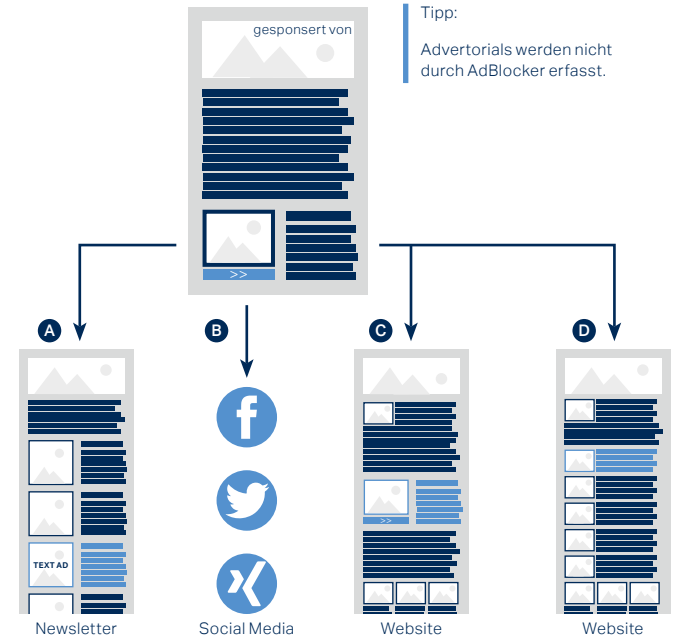 gesponsert von
Tipp:
Advertorials werden nicht
durch AdBlocker erfasst.
>>
A
B
C
D
>>
TEXT AD
Newsletter
Social Media
Website
Website